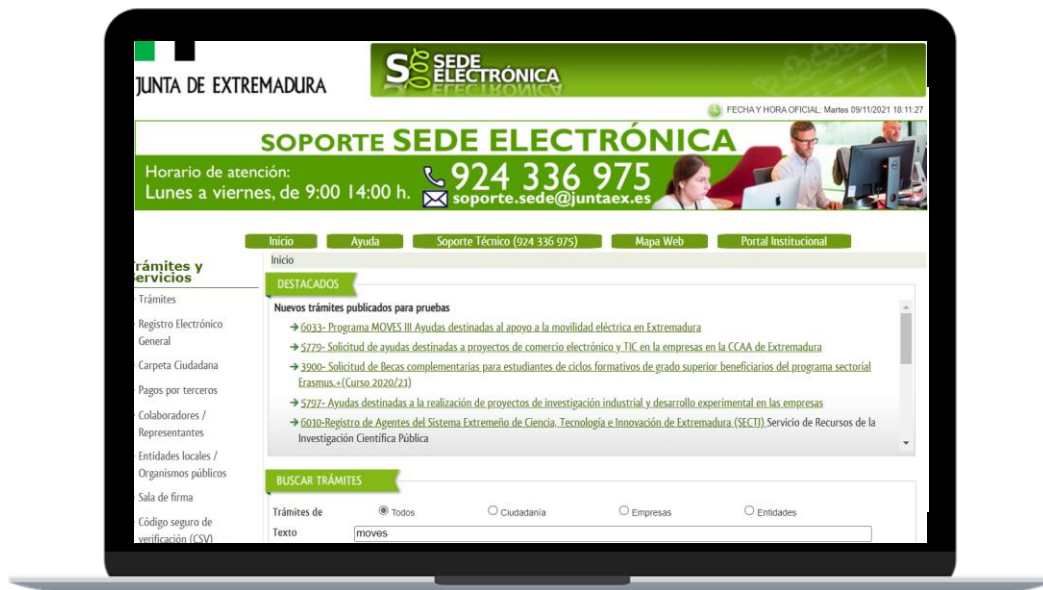 JUNTA DE EXTREMADURA
SEDE
ELECTRÓNICA
FECHA Y HORA OFICIAL: Martes 09/11/2021 18:11:27
SOPORTE SEDE ELECTRÓNICA
Horario de atención:
Lunes a viernes, de 9:00 14:00 h.
924 336 975
soporte.sede@juntaex.es
Inicio
Ayuda
Soporte Técnico (924 336 975)
Mapa Web
Portal Institucional
rámites y
ervicios
Trámites
Registro Electrónico
General
Carpeta Ciudadana
Pagos por terceros
Colaboradores /
Representantes
Entidades locales /
Organismos públicos
Sala de firma
Código seguro de
verificación (CSV)
Inicio
DESTACADOS
Nuevos trámites publicados para pruebas
6033- Programa MOVES III Ayudas destinadas al apoyo a la movilidad eléctrica en Extremadura
5779- Solicitud de ayudas destinadas a proyectos de comercio electrónico y TIC en la empresas en la CCAA de Extremadura
3900- Solicitud de Becas complementarias para estudiantes de ciclos formativos de grado superior beneficiarios del programa sectorial
Erasmus.+(Curso 2020/21)
5797- Ayudas destinadas a la realización de proyectos de investigación industrial y desarrollo experimental en las empresas
6010-Registro de Agentes del Sistema Extremeño de Ciencia, Tecnología e Innovación de Extremadura (SECTI) Servicio de Recursos de la
Investigación Científica Pública
BUSCAR TRÁMITES
Trámites de
Todos
Ciudadanía
Empresas
Entidades
Texto
moves